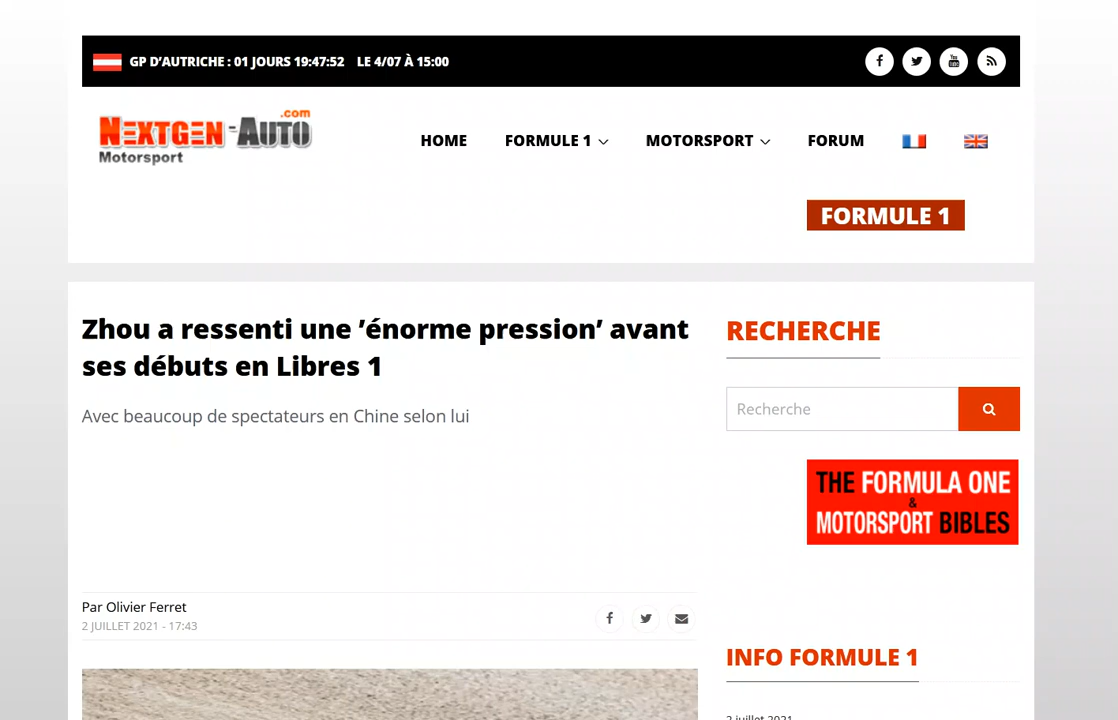 GP D’AUTRICHE : 01 JOURS 19:47:52 LE 4/07 À 15:00
NEXTGEN-AUTO.com
Motorsport
HOME FORMULE 1 MOTORSPORT FORUM
FORMULE 1
Zhou a ressenti une ’énorme pression’ avant
ses débuts en Libres 1
Avec beaucoup de spectateurs en Chine selon lui
Par Olivier Ferret
2 JUILLET 2021 - 17:43
RECHERCHE
Recherche
THE FORMULA ONE
&
MOTORSPORT BIBLES
INFO FORMULE 1
2 juillet 2021